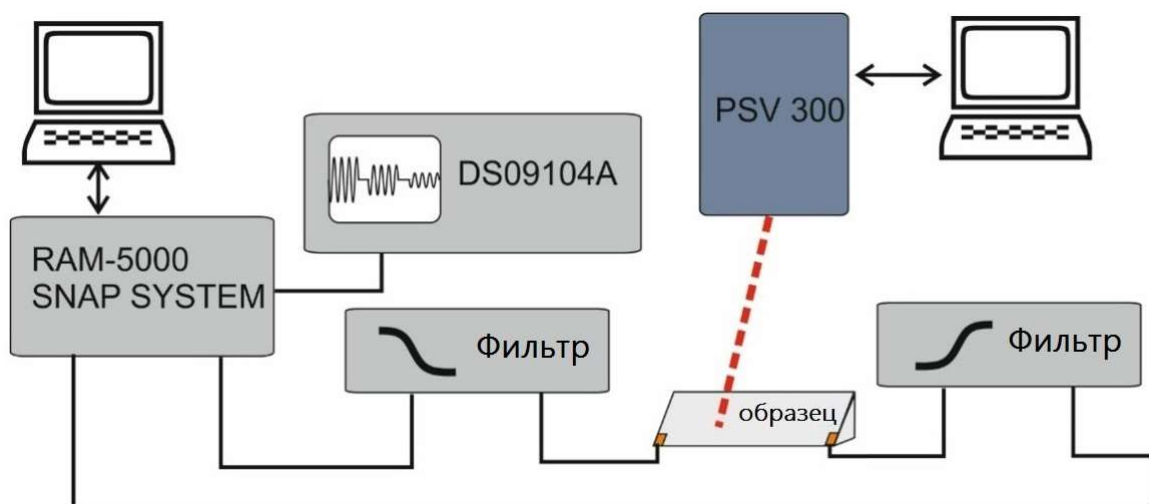 PSV 300
DS09104A
RAM-5000
SNAP SYSTEM
Фильтр
Фильтр
образец